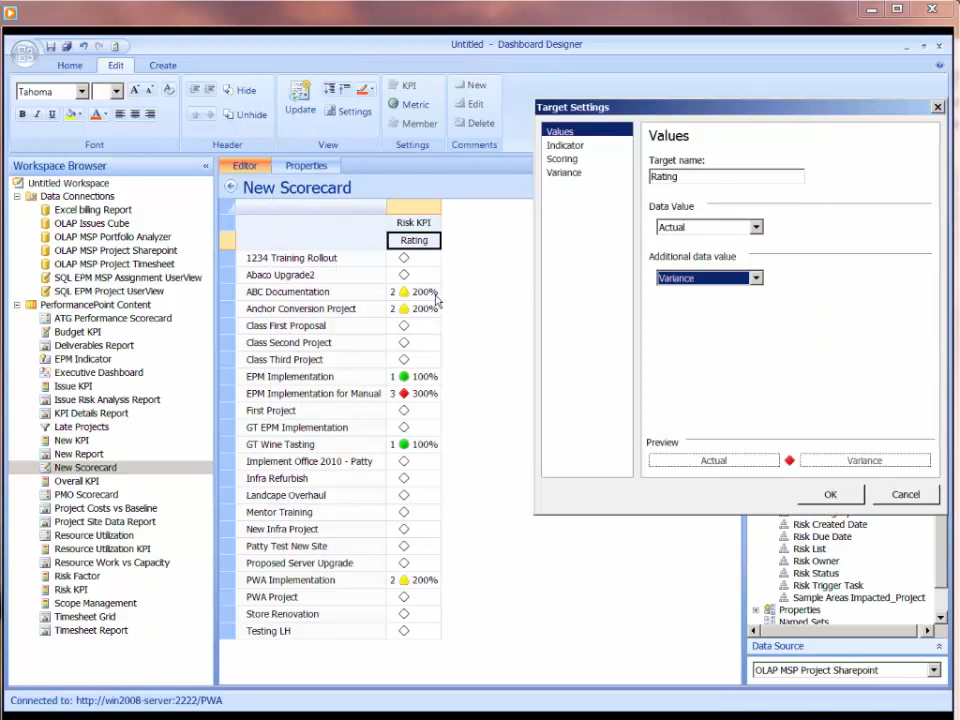 Untitled - Dashboard Designer
Home Edit Create
Tahoma
Hide
Unhide
Update
Settings
KPI
Metric
Member
New
Edit
Delete
Font Header View Settings Comments
Workspace Browser
Untitled Workspace
Data Connections
Excel billing Report
OLAP Issues Cube
OLAP MSP Portfolio Analyzer
OLAP MSP Project Sharepoint
OLAP MSP Project Timesheet
SQL EPM MSP Assignment UserView
SQL EPM Project UserView
PerformancePoint Content
ATG Performance Scorecard
Budget KPI
Deliverables Report
EPM Indicator
Executive Dashboard
Issue KPI
Issue Risk Analysis Report
KPI Details Report
Late Projects
New KPI
New Report
New Scorecard
Overall KPI
PMO Scorecard
Project Costs vs Baseline
Project Site Data Report
Resource Utilization
Resource Utilization KPI
Resource Work vs Capacity
Risk Factor
Risk KPI
Scope Management
Timesheet Grid
Timesheet Report
Editor Properties
New Scorecard
Risk KPI
Rating
1234 Training Rollout
Abaco Upgrade2
ABC Documentation 2 200%
Anchor Conversion Project 2 200%
Class First Proposal
Class Second Project
Class Third Project
EPM Implementation 1 100%
EPM Implementation for Manual 3 300%
First Project
GT EPM Implementation
GT Wine Tasting 1 100%
Implement Office 2010 - Patty
Infra Refurbish
Landcape Overhaul
Mentor Training
New Infra Project
Patty Test New Site
Proposed Server Upgrade
PWA Implementation 2 200%
PWA Project
Store Renovation
Testing LH
Target Settings
Values
Indicator
Scoring
Variance
Values
Target name:
Rating
Data Value
Actual
Additional data value
Variance
Preview
Actual Variance
OK Cancel
Risk Created Date
Risk Due Date
Risk List
Risk Owner
Risk Status
Risk Trigger Task
Sample Areas Impacted_Project
Properties
Named Sets
Data Source
OLAP MSP Project Sharepoint
Connected to: http://win2008-server:2222/PWA